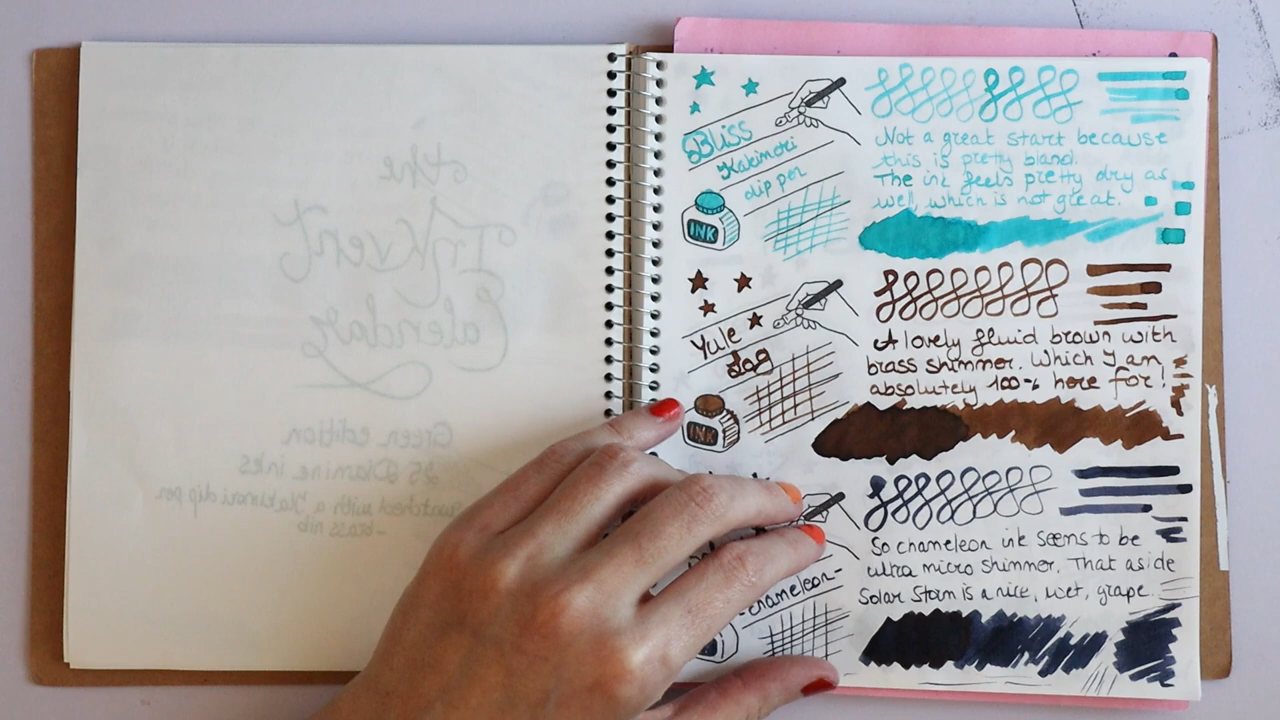 the
Inkvent
Calendar
Green edition
25 Diamine inks
swatched with a Kakimori dip pen
-brass nib
Bliss
Kakimori
dip pen
INK
Not a great start because
this is pretty bland.
The ink feels pretty dry as
well, which is not great.
Yule
Log
INK
A lovely fluid brown with
brass shimmer. Which I am
absolutely 100% here for!
-chameleon-
So chameleon ink seems to be
ultra micro shimmer. That aside
Solar Storm is a nice, wet, grape.